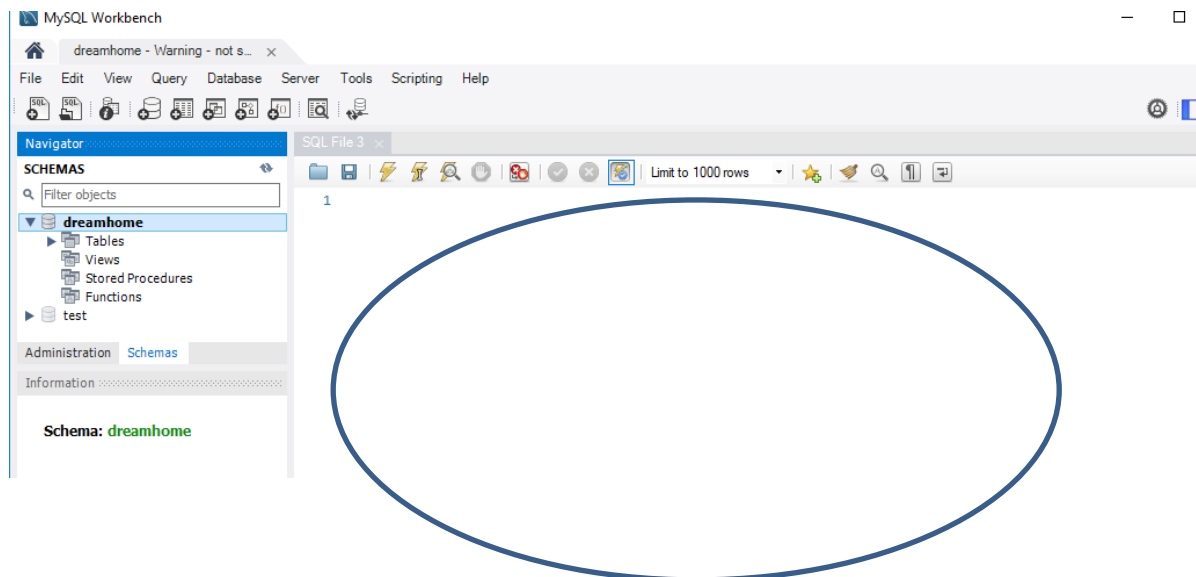 MySQL Workbench
dreamhome - Warning - not s...
File Edit View Query Database Server Tools Scripting Help
Navigator
SQL File 3
SCHEMAS
Limit to 1000 rows
Filter objects
1
dreamhome
Tables
Views
Stored Procedures
Functions
test
Administration Schemas
Information
Schema: dreamhome